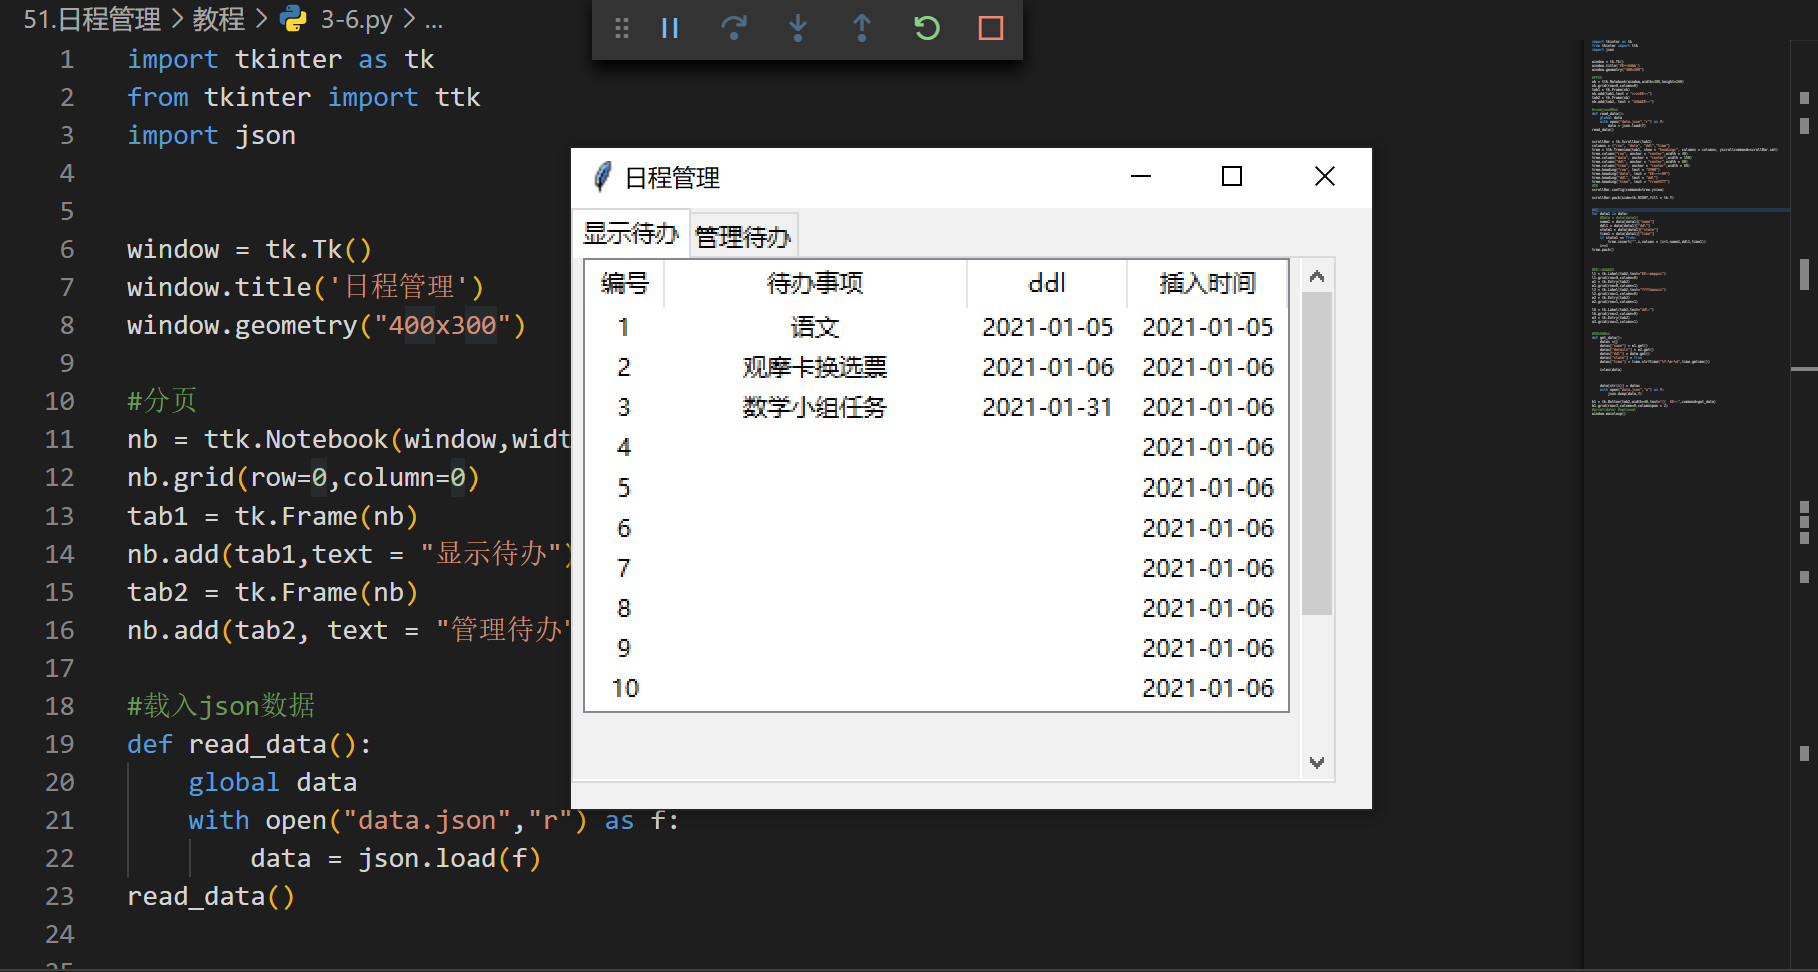 51.日程管理 > 教程 > 3-6.py > ...
1 import tkinter as tk
2 from tkinter import ttk
3 import json
4
5
6 window = tk.Tk()
7 window.title('日程管理')
8 window.geometry("400x300")
9
10 #分页
11 nb = ttk.Notebook(window,widt
12 nb.grid(row=0,column=0)
13 tab1 = tk.Frame(nb)
14 nb.add(tab1,text = "显示待办")
15 tab2 = tk.Frame(nb)
16 nb.add(tab2, text = "管理待办"
17
18 #载入json数据
19 def read_data():
20 global data
21 with open("data.json","r") as f:
22 data = json.load(f)
23 read_data()
24
25
日程管理
显示待办 管理待办
编号 待办事项 ddl 插入时间
1 语文 2021-01-05 2021-01-05
2 观摩卡换选票 2021-01-06 2021-01-06
3 数学小组任务 2021-01-31 2021-01-06
4 2021-01-06
5 2021-01-06
6 2021-01-06
7 2021-01-06
8 2021-01-06
9 2021-01-06
10 2021-01-06